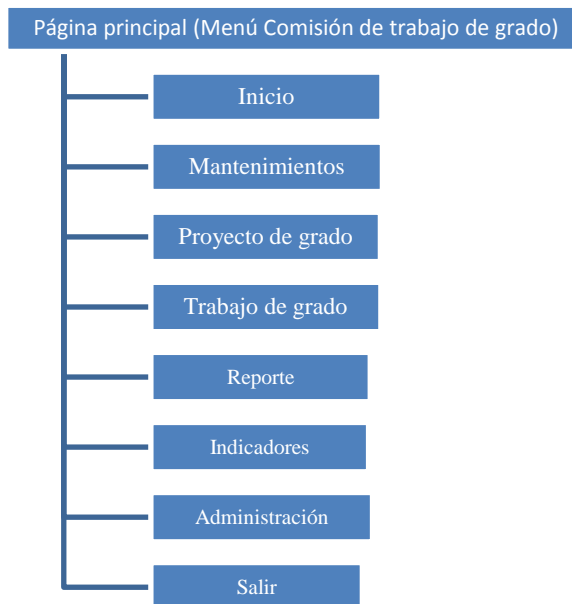 Página principal (Menú Comisión de trabajo de grado)
Inicio
Mantenimientos
Proyecto de grado
Trabajo de grado
Reporte
Indicadores
Administración
Salir